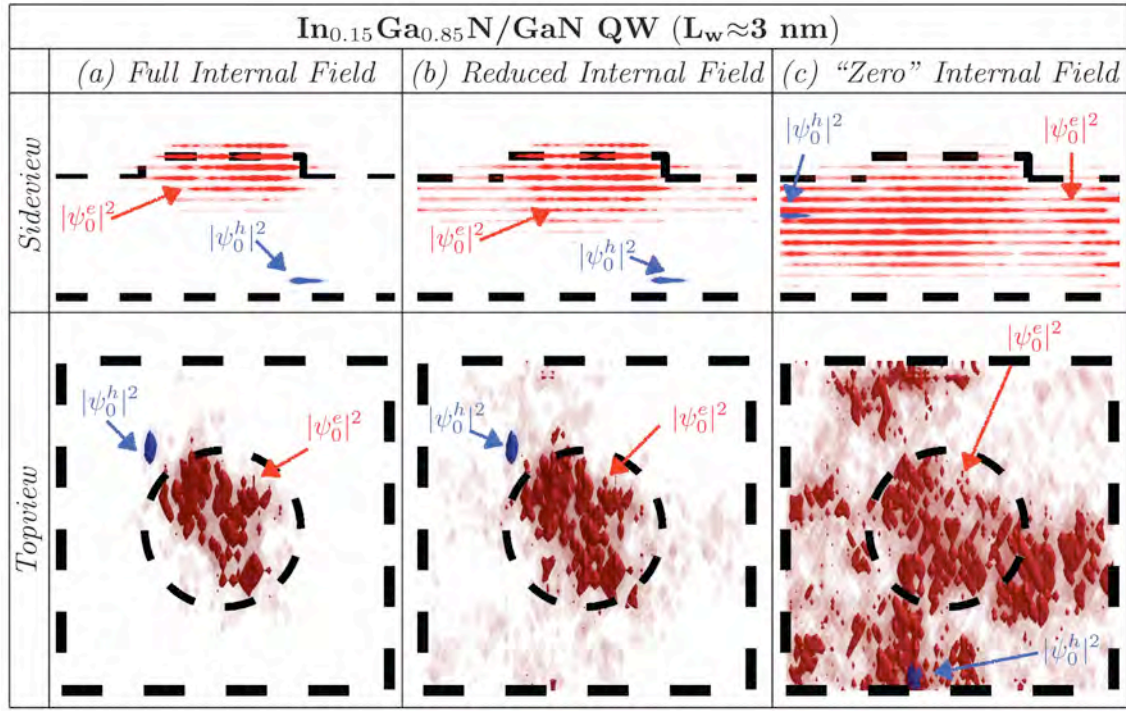 In₀.₁₅Ga₀.₈₅N/GaN QW (L_w≈3 nm)
(a) Full Internal Field
(b) Reduced Internal Field
(c) “Zero” Internal Field
Sideview
|ψ₀ᵉ|²
|ψ₀ʰ|²
|ψ₀ᵉ|²
|ψ₀ʰ|²
|ψ₀ʰ|²
|ψ₀ᵉ|²
Topview
|ψ₀ʰ|²
|ψ₀ᵉ|²
|ψ₀ʰ|²
|ψ₀ᵉ|²
|ψ₀ᵉ|²
|ψ₀ʰ|²